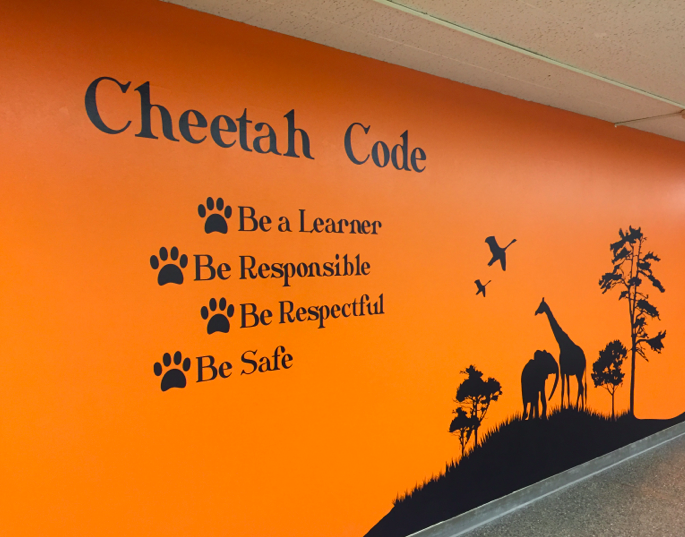 Cheetah Code
Be a Learner
Be Responsible
Be Respectful
Be Safe